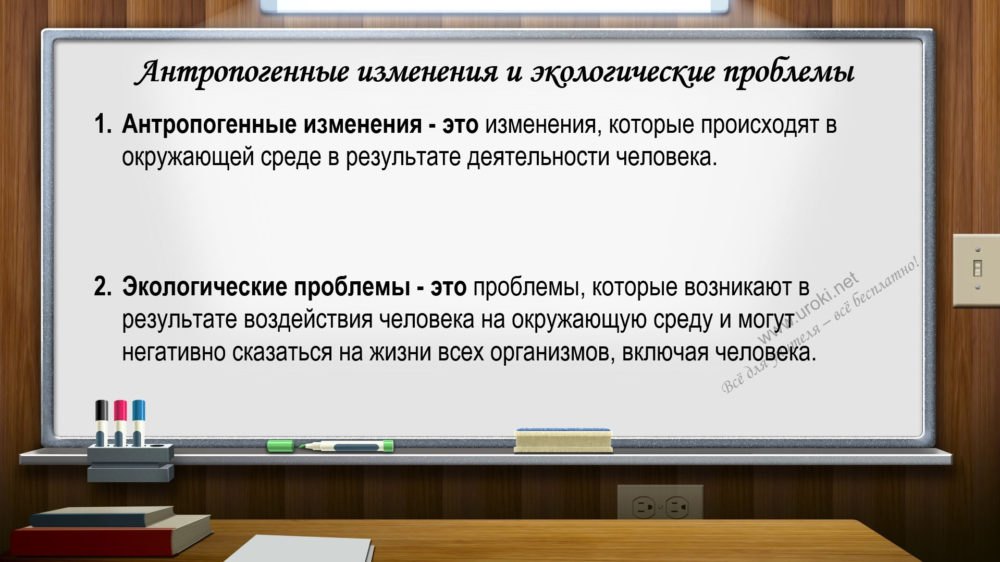 Антропогенные изменения и экологические проблемы
1. Антропогенные изменения - это изменения, которые происходят в
окружающей среде в результате деятельности человека.
2. Экологические проблемы - это проблемы, которые возникают в
результате воздействия человека на окружающую среду и могут
негативно сказаться на жизни всех организмов, включая человека.
www.uroki.net
Всё для учителя – всё бесплатно!